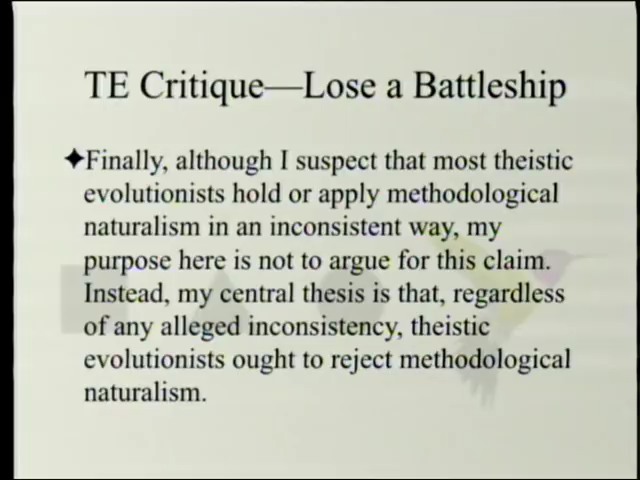 TE Critique—Lose a Battleship
✦Finally, although I suspect that most theistic
evolutionists hold or apply methodological
naturalism in an inconsistent way, my
purpose here is not to argue for this claim.
Instead, my central thesis is that, regardless
of any alleged inconsistency, theistic
evolutionists ought to reject methodological
naturalism.